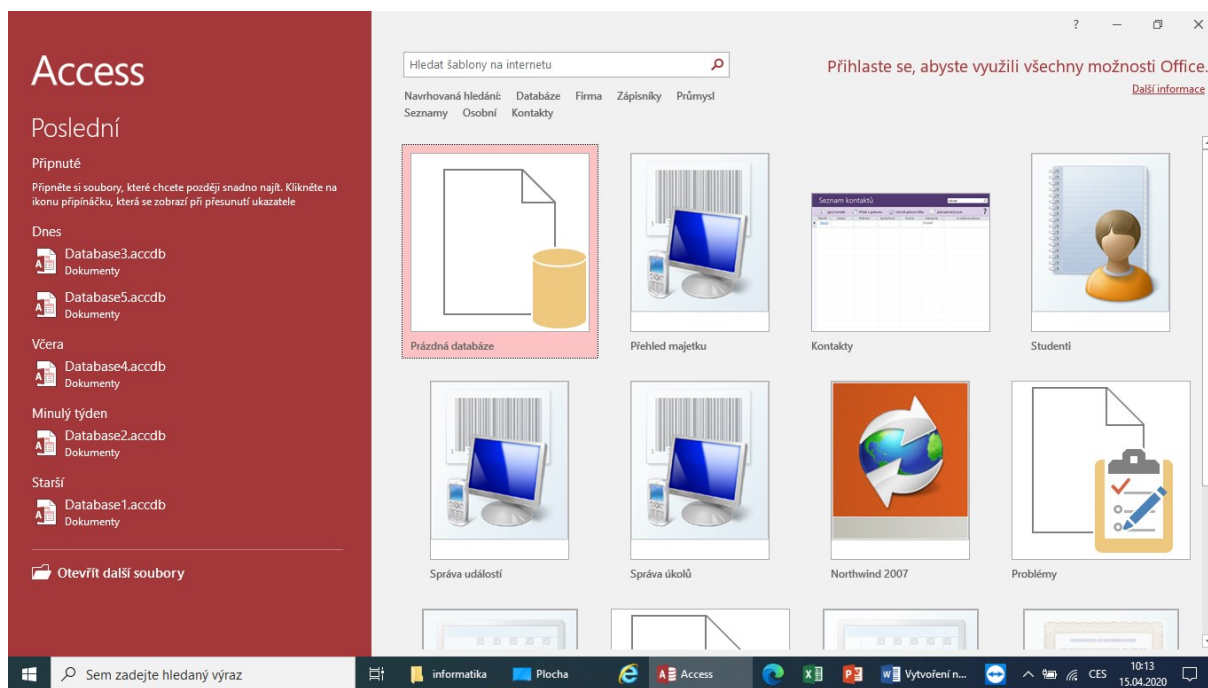 Access
Poslední
Připnuté
Připněte si soubory, které chcete později snadno najít. Klikněte na
ikonu připínáčku, která se zobrazí při přesunutí ukazatele
Dnes
Database3.accdb
Dokumenty
Database5.accdb
Dokumenty
Včera
Database4.accdb
Dokumenty
Minulý týden
Database2.accdb
Dokumenty
Starší
Database1.accdb
Dokumenty
Otevřít další soubory
?
Hledat šablony na internetu
Přihlaste se, abyste využili všechny možnosti Office.
Další informace
Navrhovaná hledání: Databáze Firma Zápisníky Průmysl
Seznamy Osobní Kontakty
Seznam kontaktů
Prázdná databáze
Přehled majetku
Kontakty
Studenti
Správa událostí
Správa úkolů
Northwind 2007
Problémy
Sem zadejte hledaný výraz
informatika
Plocha
Access
Vytvoření n...
CES
10:13
15.04.2020